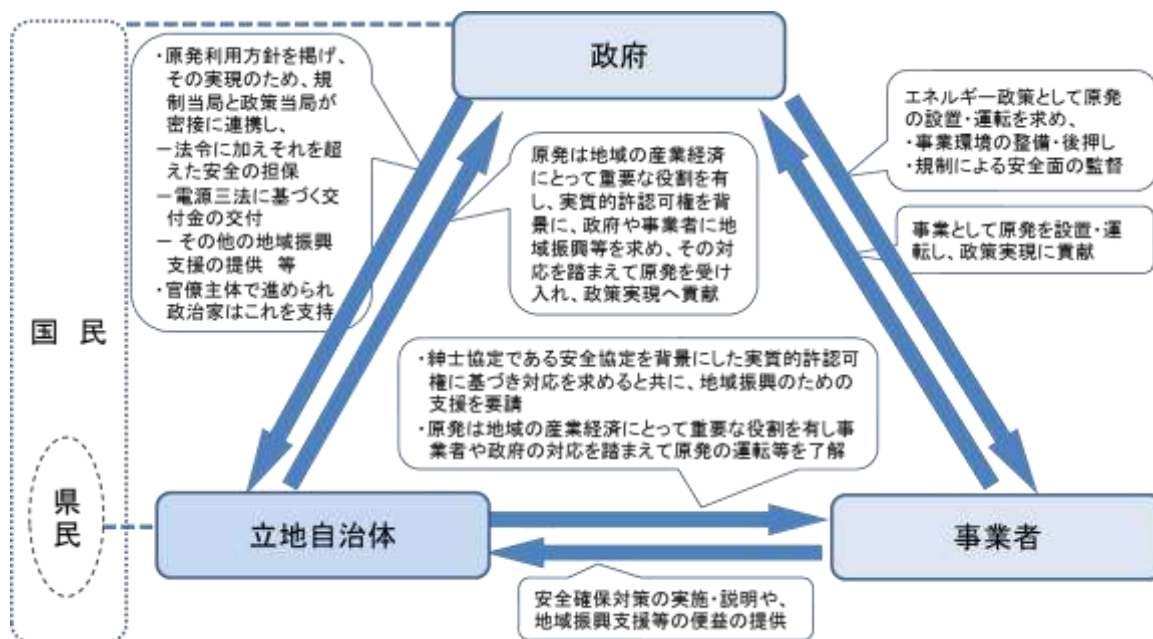 政府
・原発利用方針を掲げ、
その実現のため、規
制当局と政策当局が
密接に連携し、
－法令に加えそれを超
えた安全の担保
－電源三法に基づく交
付金の交付
－ その他の地域振興
支援の提供 等
・官僚主体で進められ
政治家はこれを支持
原発は地域の産業経済
にとって重要な役割を有
し、実質的許認可権を背
景に、政府や事業者に地
域振興等を求め、その対
応を踏まえて原発を受け
入れ、政策実現へ貢献
エネルギー政策として原発
の設置・運転を求め、
・事業環境の整備・後押し
・規制による安全面の監督
事業として原発を設置・運
転し、政策実現に貢献
国 民
県
民
・紳士協定である安全協定を背景にした実質的許認可
権に基づき対応を求めると共に、地域振興のための
支援を要請
・原発は地域の産業経済にとって重要な役割を有し事
業者や政府の対応を踏まえて原発の運転等を了解
立地自治体
事業者
安全確保対策の実施・説明や、
地域振興支援等の便益の提供